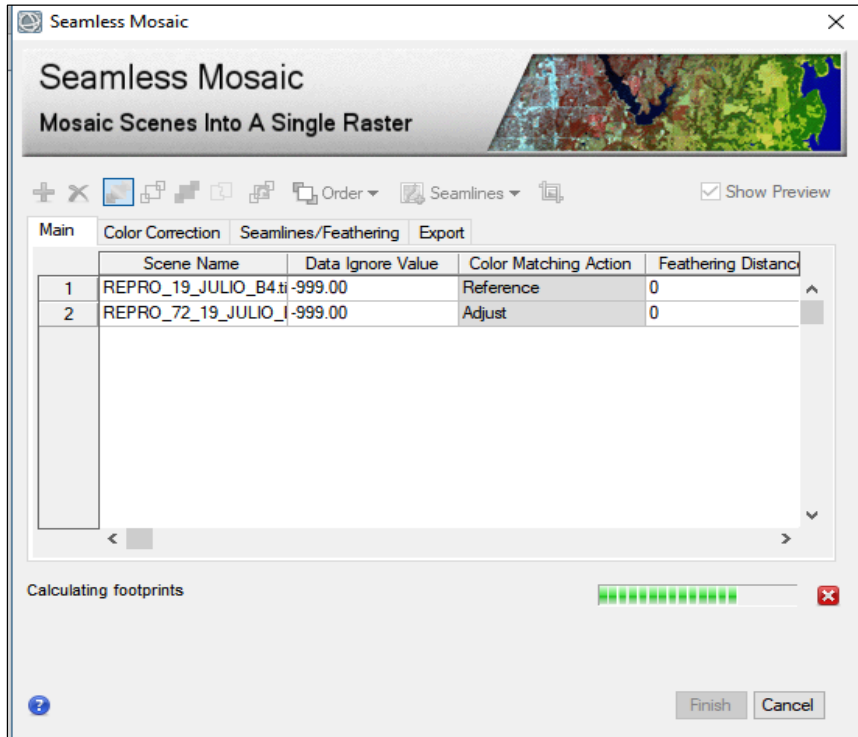 Seamless Mosaic
Seamless Mosaic
Mosaic Scenes Into A Single Raster
Order Seamlines Show Preview
Main Color Correction Seamlines/Feathering Export
Scene Name Data Ignore Value Color Matching Action Feathering Distance
1 REPRO_19_JULIO_B4.ti -999.00 Reference 0
2 REPRO_72_19_JULIO_ -999.00 Adjust 0
Calculating footprints
Finish Cancel